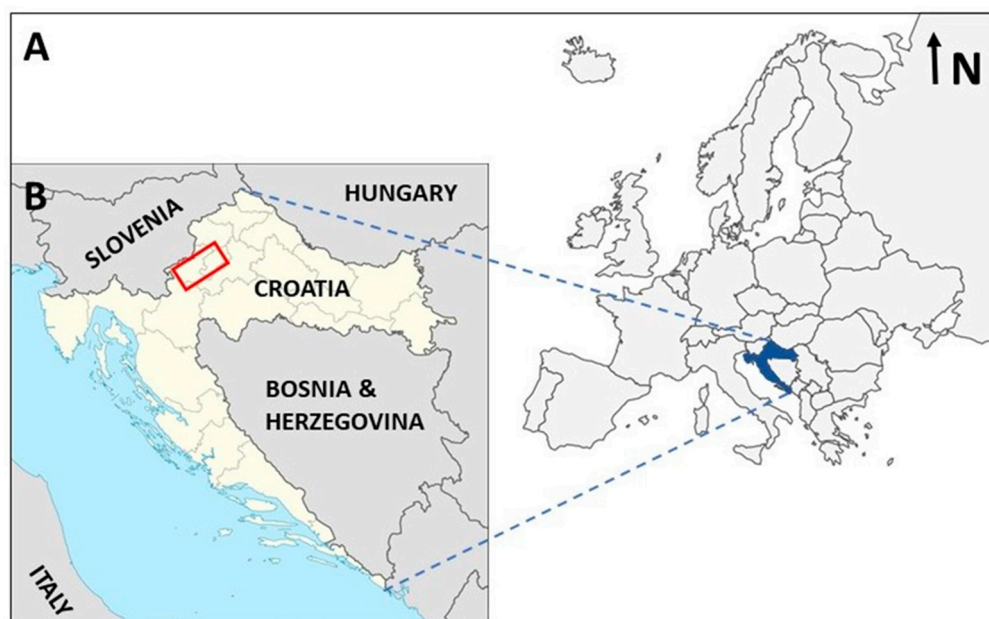 A
N
B
HUNGARY
SLOVENIA
CROATIA
BOSNIA &
HERZEGOVINA
ITALY